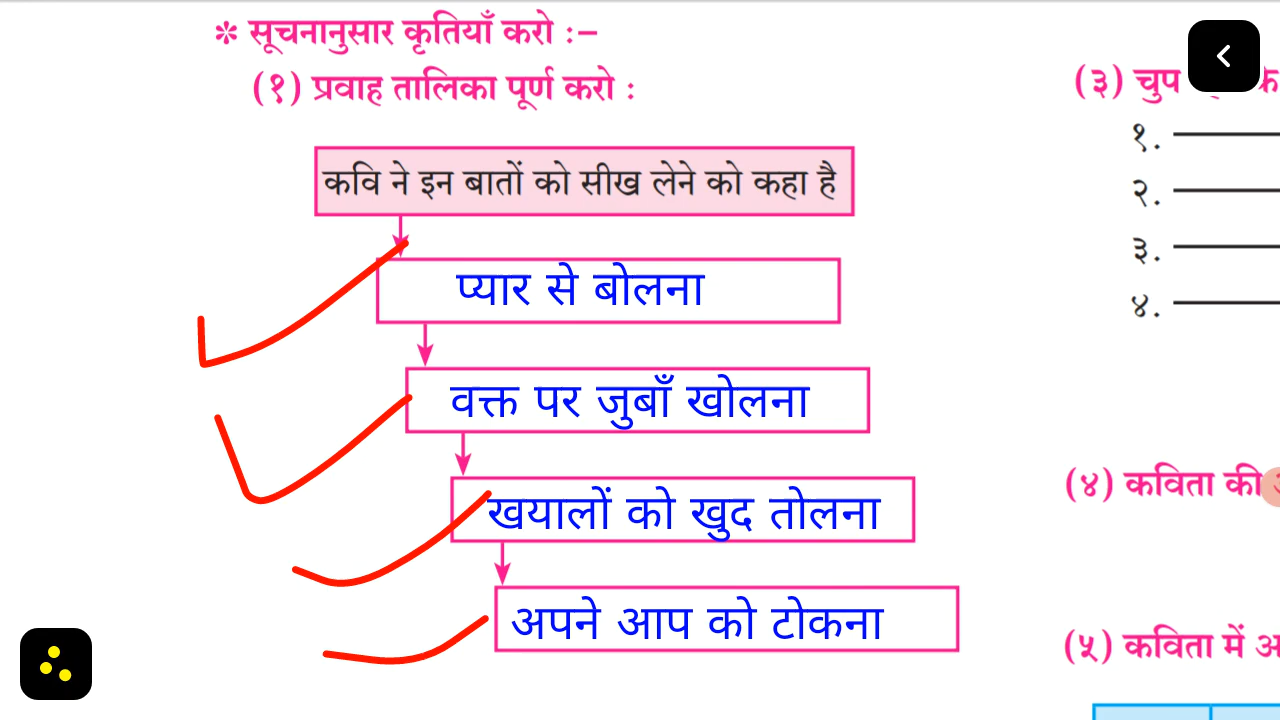 * सूचनानुसार कृतियाँ करो :–
(१) प्रवाह तालिका पूर्ण करो :
कवि ने इन बातों को सीख लेने को कहा है
प्यार से बोलना
वक्त पर जुबाँ खोलना
खयालों को खुद तोलना
अपने आप को टोकना
(३) चुप
१.
२.
३.
४.
(४) कविता की
(५) कविता में